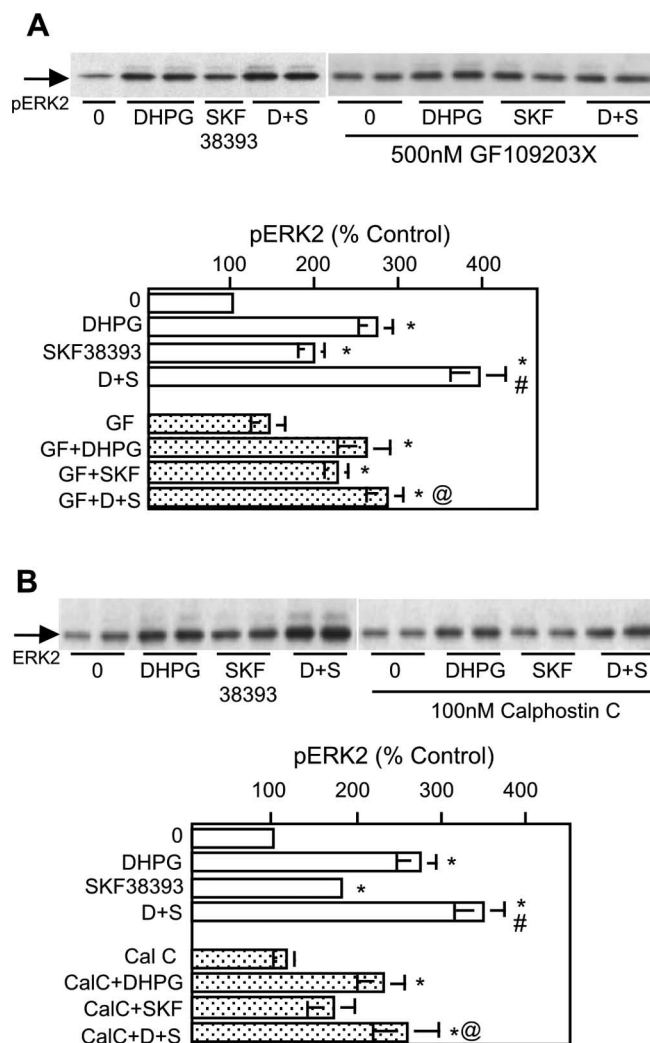 A
pERK2
0 DHPG SKF 38393 D+S 0 DHPG SKF D+S
500nM GF109203X
pERK2 (% Control)
100 200 300 400
0
DHPG *
SKF38393 *
D+S * #
GF
GF+DHPG *
GF+SKF *
GF+D+S * @
B
ERK2
0 DHPG SKF 38393 D+S 0 DHPG SKF D+S
100nM Calphostin C
pERK2 (% Control)
100 200 300 400
0
DHPG *
SKF38393 *
D+S * #
Cal C
CalC+DHPG *
CalC+SKF
CalC+D+S *@